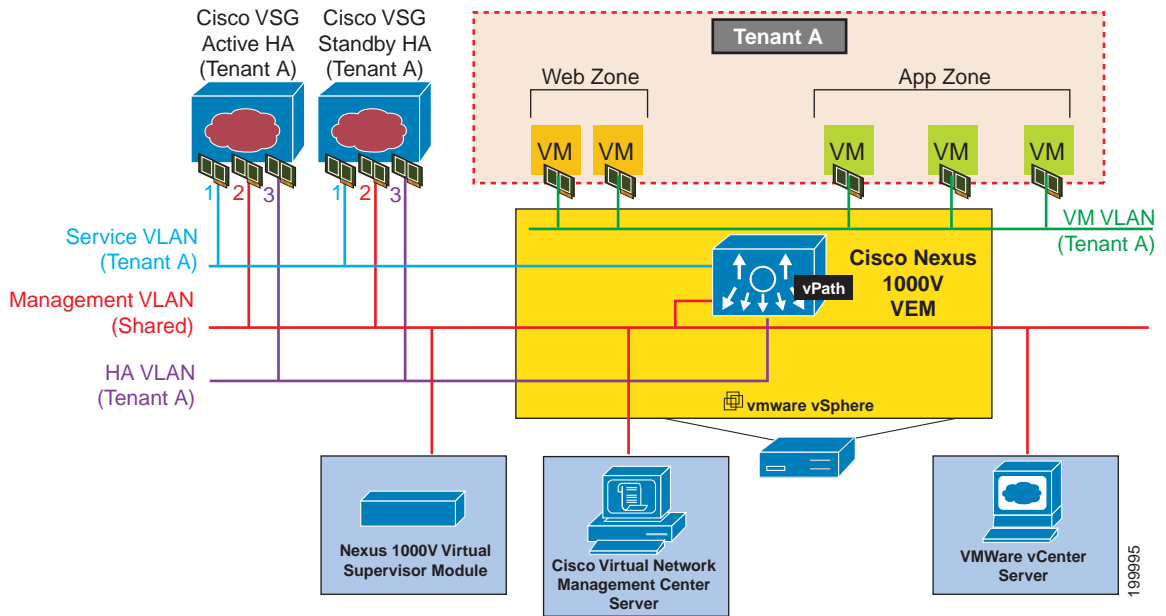 Cisco VSG
Active HA
(Tenant A)
Cisco VSG
Standby HA
(Tenant A)
Tenant A
Web Zone
App Zone
VM
VM
VM
VM
VM
1
2
3
1
2
3
Service VLAN
(Tenant A)
VM VLAN
(Tenant A)
Cisco Nexus
1000V
VEM
vPath
Management VLAN
(Shared)
HA VLAN
(Tenant A)
vmware vSphere
Nexus 1000V Virtual
Supervisor Module
Cisco Virtual Network
Management Center
Server
VMWare vCenter
Server
199995